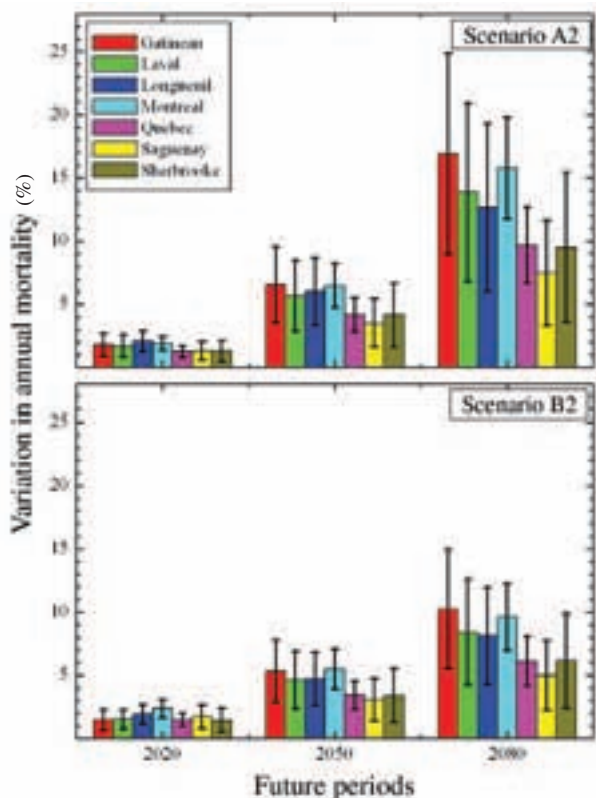 Scenario A2
Gatineau
Laval
Longueuil
Montreal
Quebec
Saguenay
Sherbrooke
25
20
15
10
5
Variation in annual mortality (%)
Scenario B2
25
20
15
10
5
2020
2050
2080
Future periods